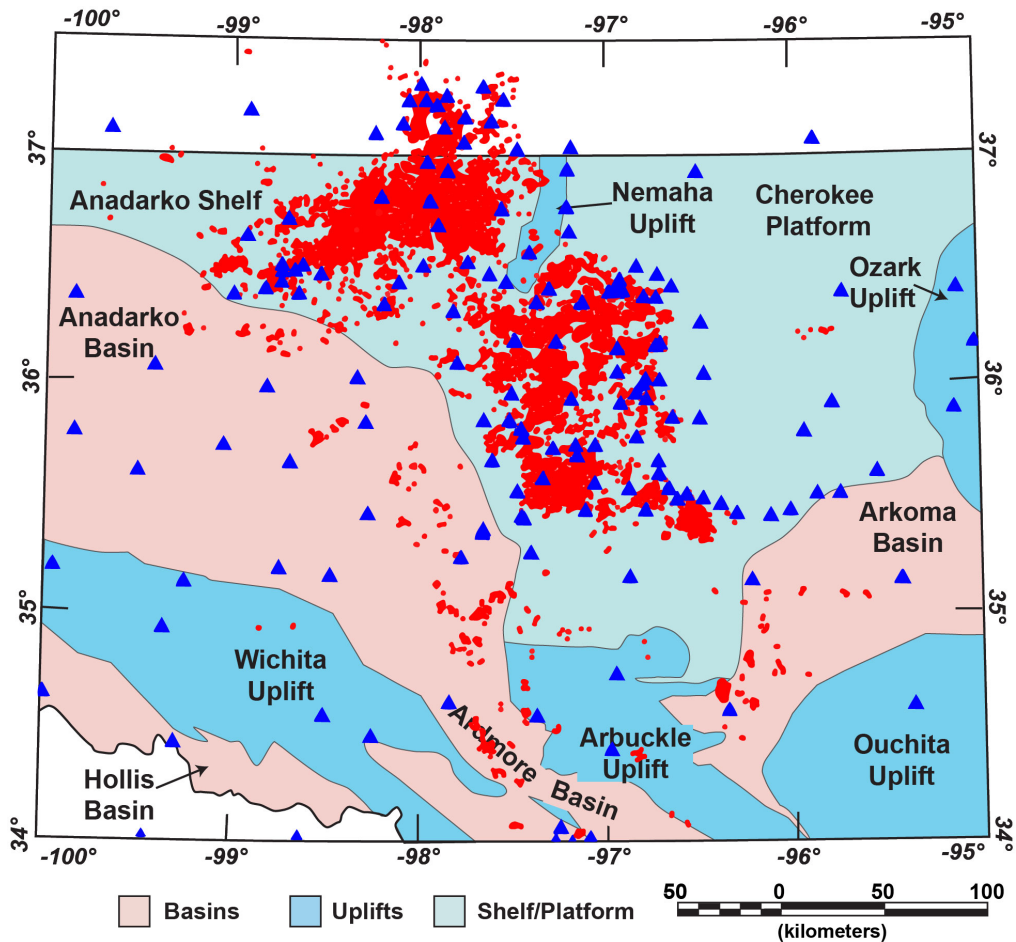 -100° -99° -98° -97° -96° -95°
37° 37°
Anadarko Shelf
Nemaha
Uplift
Cherokee
Platform
Ozark
Uplift
Anadarko
Basin
36° 36°
Arkoma
Basin
35° 35°
Wichita
Uplift
Ardmore Basin
Arbuckle
Uplift
Ouchita
Uplift
Hollis
Basin
34° 34°
-100° -99° -98° -97° -96° -95°
Basins Uplifts Shelf/Platform
50 0 50 100
(kilometers)